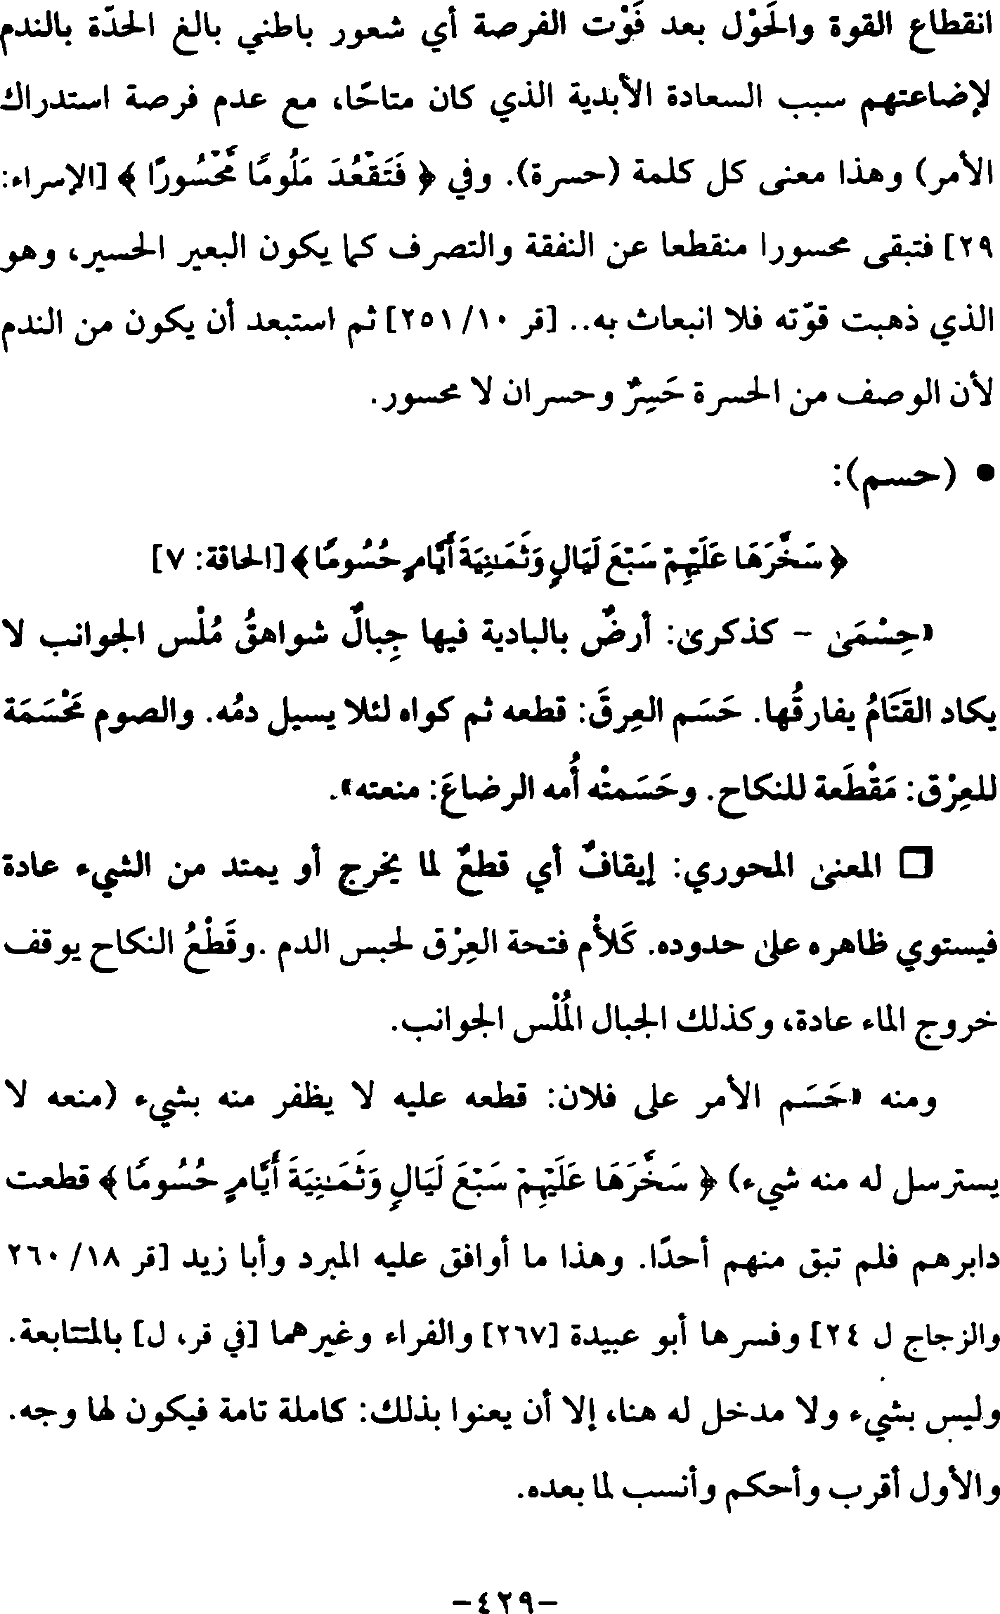 انقطاع القوة والحَوْل بعد فَوْت الفرصة أي شعور باطني بالغ الحدّة بالندم
لإضاعتهم سبب السعادة الأبدية الذي كان متاحًا، مع عدم فرصة استدراك
الأمر) وهذا معنى كل كلمة (حسرة). وفي ﴿ فَتَقْعُدَ مَلُومًا مَّحْسُورًا ﴾ [الإسراء:
٢٩] فتبقى محسورا منقطعا عن النفقة والتصرف كما يكون البعير الحسير، وهو
الذي ذهبت قوّته فلا انبعاث به.. [قر ١٠/ ٢٥١] ثم استبعد أن يكون من الندم
لأن الوصف من الحسرة حَسِرٌ وحسران لا محسور.
• (حسم):
﴿ سَخَّرَهَا عَلَيْهِمْ سَبْعَ لَيَالٍ وَثَمَـٰنِيَةَ أَيَّامٍ حُسُومًا ﴾ [الحاقة: ٧]
«حِسْمَىٰ - كذكرىٰ: أرضٌ بالبادية فيها جِبالٌ شواهقُ مُلْس الجوانب لا
يكاد القَتَامُ يفارقُها. حَسَم العِرقَ: قطعه ثم كواه لئلا يسيل دمُه. والصوم مَحْسَمَة
للعِرْق: مَقْطَعة للنكاح. وحَسَمتْه أُمه الرضاعَ: منعته».
❑ المعنىٰ المحوري: إيقافٌ أي قطعٌ لما يخرج أو يمتد من الشيء عادة
فيستوي ظاهره علىٰ حدوده. كَلأْم فتحة العِرْق لحبس الدم .وقَطْعُ النكاح يوقف
خروج الماء عادة، وكذلك الجبال المُلْس الجوانب.
ومنه «حَسَم الأمر على فلان: قطعه عليه لا يظفر منه بشيء (منعه لا
يسترسل له منه شيء) ﴿ سَخَّرَهَا عَلَيْهِمْ سَبْعَ لَيَالٍ وَثَمَـٰنِيَةَ أَيَّامٍ حُسُومًا ﴾ قطعت
دابرهم فلم تبق منهم أحدًا. وهذا ما أوافق عليه المبرد وأبا زيد [قر ١٨/ ٢٦٠
والزجاج ل ٢٤] وفسرها أبو عبيدة [٢٦٧] والفراء وغيرهما [في قر، ل] بالمتتابعة.
وليس بشيء ولا مدخل له هنا، إلا أن يعنوا بذلك: كاملة تامة فيكون لها وجه.
والأول أقرب وأحكم وأنسب لما بعده.
-٤٢٩-